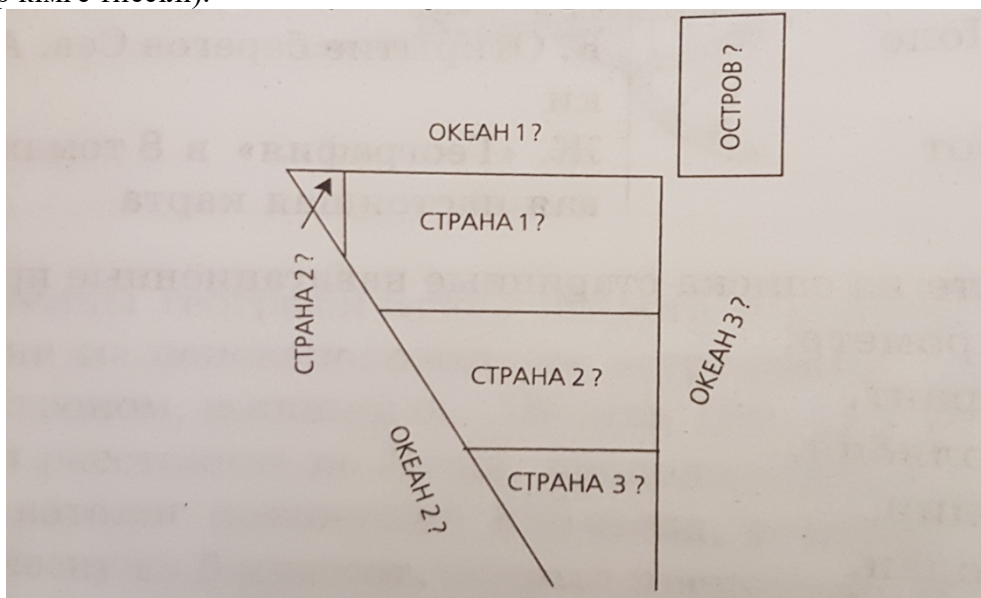 ОСТРОВ?
ОКЕАН 1?
СТРАНА 1?
СТРАНА 2?
ОКЕАН 3?
СТРАНА 2?
ОКЕАН 2?
СТРАНА 3?